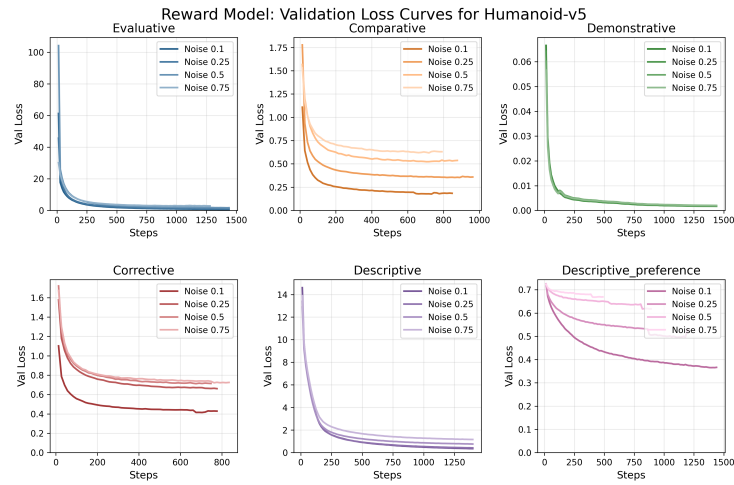 Reward Model: Validation Loss Curves for Humanoid-v5
Evaluative
Val Loss
100
80
60
40
20
0
Noise 0.1
Noise 0.25
Noise 0.5
Noise 0.75
0 250 500 750 1000 1250 1500
Steps
Comparative
Val Loss
1.75
1.50
1.25
1.00
0.75
0.50
0.25
0.00
Noise 0.1
Noise 0.25
Noise 0.5
Noise 0.75
0 200 400 600 800 1000
Steps
Demonstrative
Val Loss
0.06
0.05
0.04
0.03
0.02
0.01
0.00
Noise 0.1
Noise 0.25
Noise 0.5
Noise 0.75
0 250 500 750 1000 1250 1500
Steps
Corrective
Val Loss
1.6
1.4
1.2
1.0
0.8
0.6
0.4
0.2
0.0
Noise 0.1
Noise 0.25
Noise 0.5
Noise 0.75
0 200 400 600 800
Steps
Descriptive
Val Loss
14
12
10
8
6
4
2
0
Noise 0.1
Noise 0.25
Noise 0.5
Noise 0.75
0 250 500 750 1000 1250
Steps
Descriptive_preference
Val Loss
0.7
0.6
0.5
0.4
0.3
0.2
0.1
0.0
Noise 0.1
Noise 0.25
Noise 0.5
Noise 0.75
0 250 500 750 1000 1250 1500
Steps